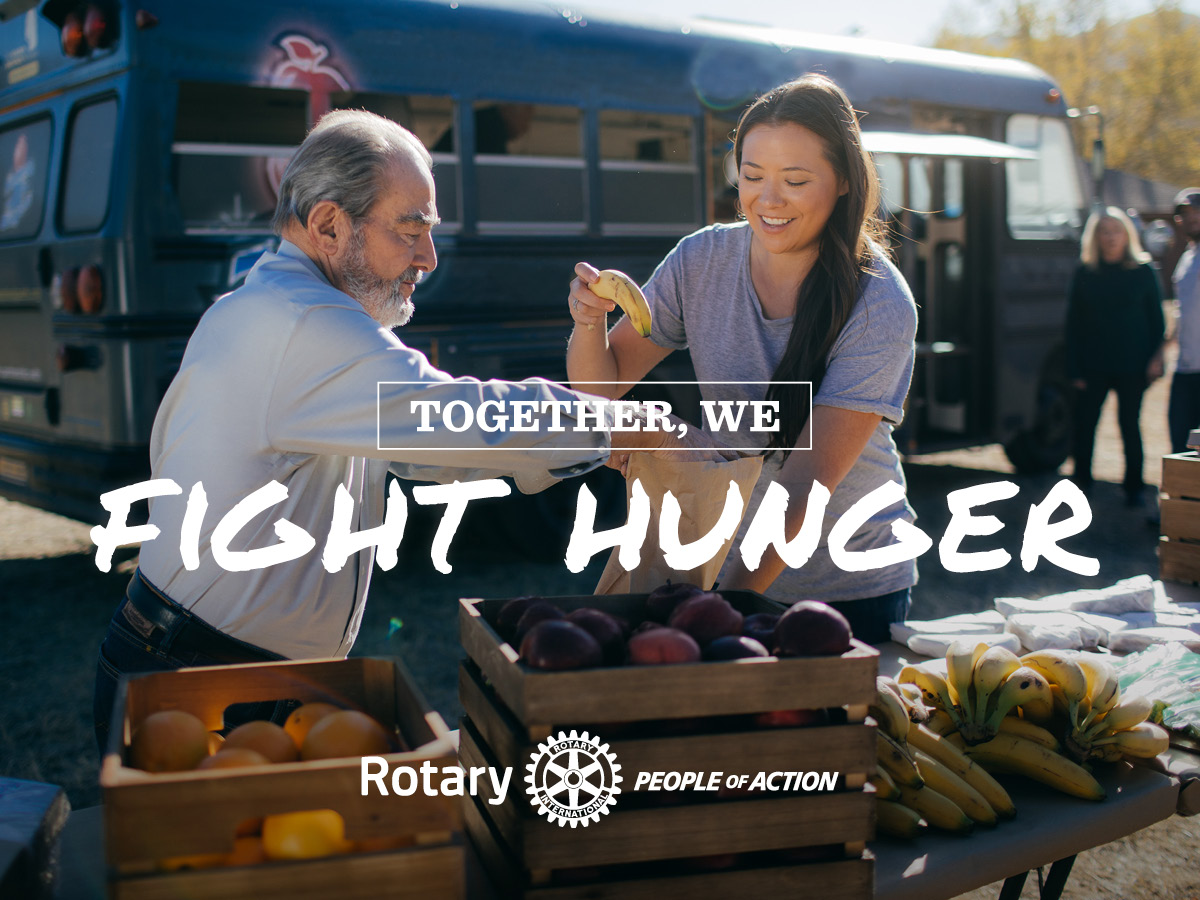 TOGETHER, WE
FIGHT HUNGER
Rotary
ROTARY
INTERNATIONAL
PEOPLE OF ACTION